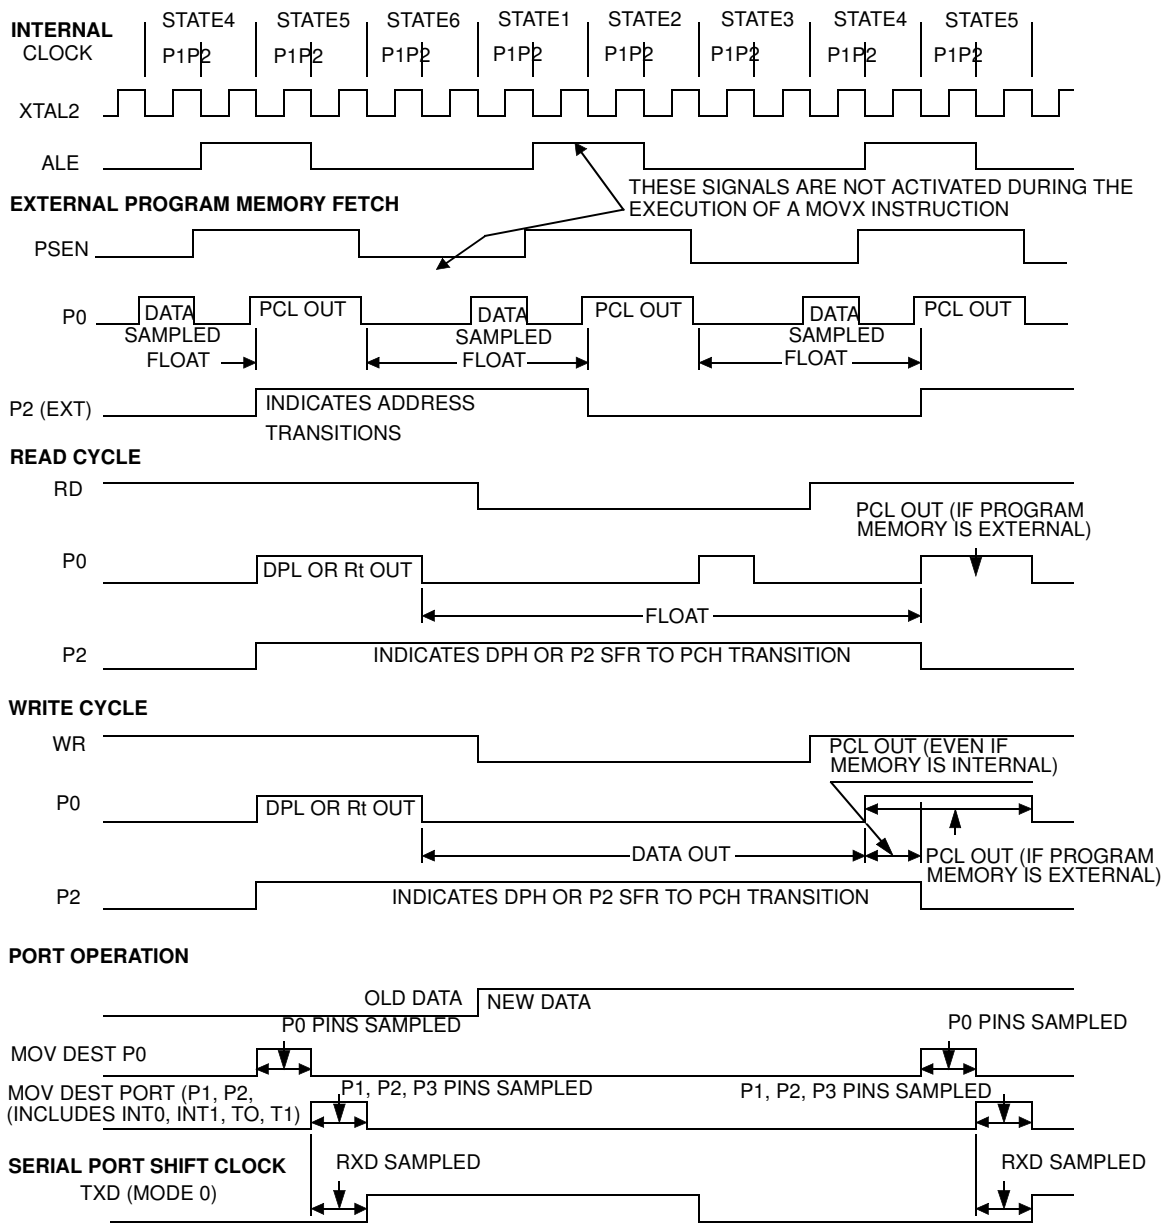 INTERNAL
CLOCK
STATE4 STATE5 STATE6 STATE1 STATE2 STATE3 STATE4 STATE5
P1P2 P1P2 P1P2 P1P2 P1P2 P1P2 P1P2 P1P2
XTAL2
ALE
THESE SIGNALS ARE NOT ACTIVATED DURING THE
EXECUTION OF A MOVX INSTRUCTION
EXTERNAL PROGRAM MEMORY FETCH
PSEN
P0
DATA PCL OUT DATA PCL OUT DATA PCL OUT
SAMPLED SAMPLED SAMPLED
FLOAT FLOAT FLOAT
P2 (EXT)
INDICATES ADDRESS
TRANSITIONS
READ CYCLE
RD
PCL OUT (IF PROGRAM
MEMORY IS EXTERNAL)
P0
DPL OR Rt OUT
FLOAT
P2
INDICATES DPH OR P2 SFR TO PCH TRANSITION
WRITE CYCLE
WR
PCL OUT (EVEN IF
MEMORY IS INTERNAL)
P0
DPL OR Rt OUT
DATA OUT
PCL OUT (IF PROGRAM
MEMORY IS EXTERNAL)
P2
INDICATES DPH OR P2 SFR TO PCH TRANSITION
PORT OPERATION
OLD DATA NEW DATA
P0 PINS SAMPLED P0 PINS SAMPLED
MOV DEST P0
MOV DEST PORT (P1, P2,
(INCLUDES INT0, INT1, TO, T1)
P1, P2, P3 PINS SAMPLED P1, P2, P3 PINS SAMPLED
SERIAL PORT SHIFT CLOCK
RXD SAMPLED RXD SAMPLED
TXD (MODE 0)